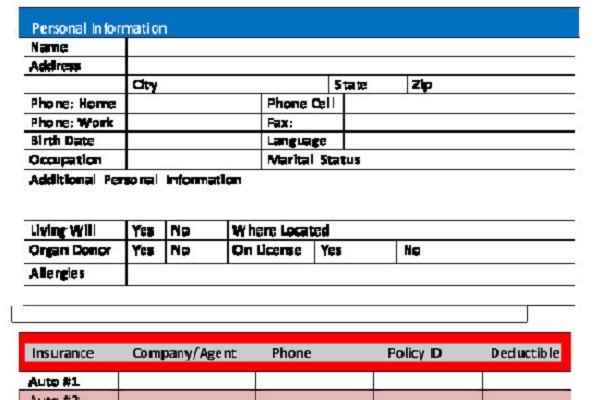 Personal Information
Name
Address
City State Zip
Phone: Home Phone Cell
Phone: Work Fax:
Birth Date Language
Occupation Marital Status
Additional Personal Information
Living Will Yes No Where Located
Organ Donor Yes No On License Yes No
Allergies
Insurance Company/Agent Phone Policy ID Deductible
Auto #1
Auto #2